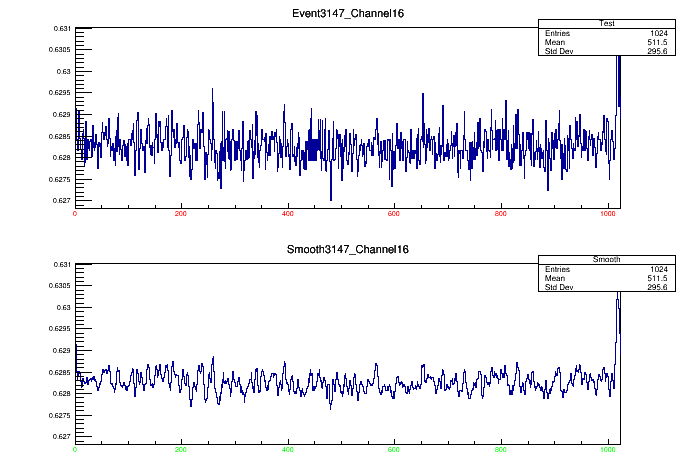 Event3147_Channel16
Test
Entries 1024
Mean 511.5
Std Dev 295.6
0.631
0.6305
0.63
0.6295
0.629
0.6285
0.628
0.6275
0.627
0 200 400 600 800 1000
Smooth3147_Channel16
Smooth
Entries 1024
Mean 511.5
Std Dev 295.6
0.631
0.6305
0.63
0.6295
0.629
0.6285
0.628
0.6275
0.627
0 200 400 600 800 1000